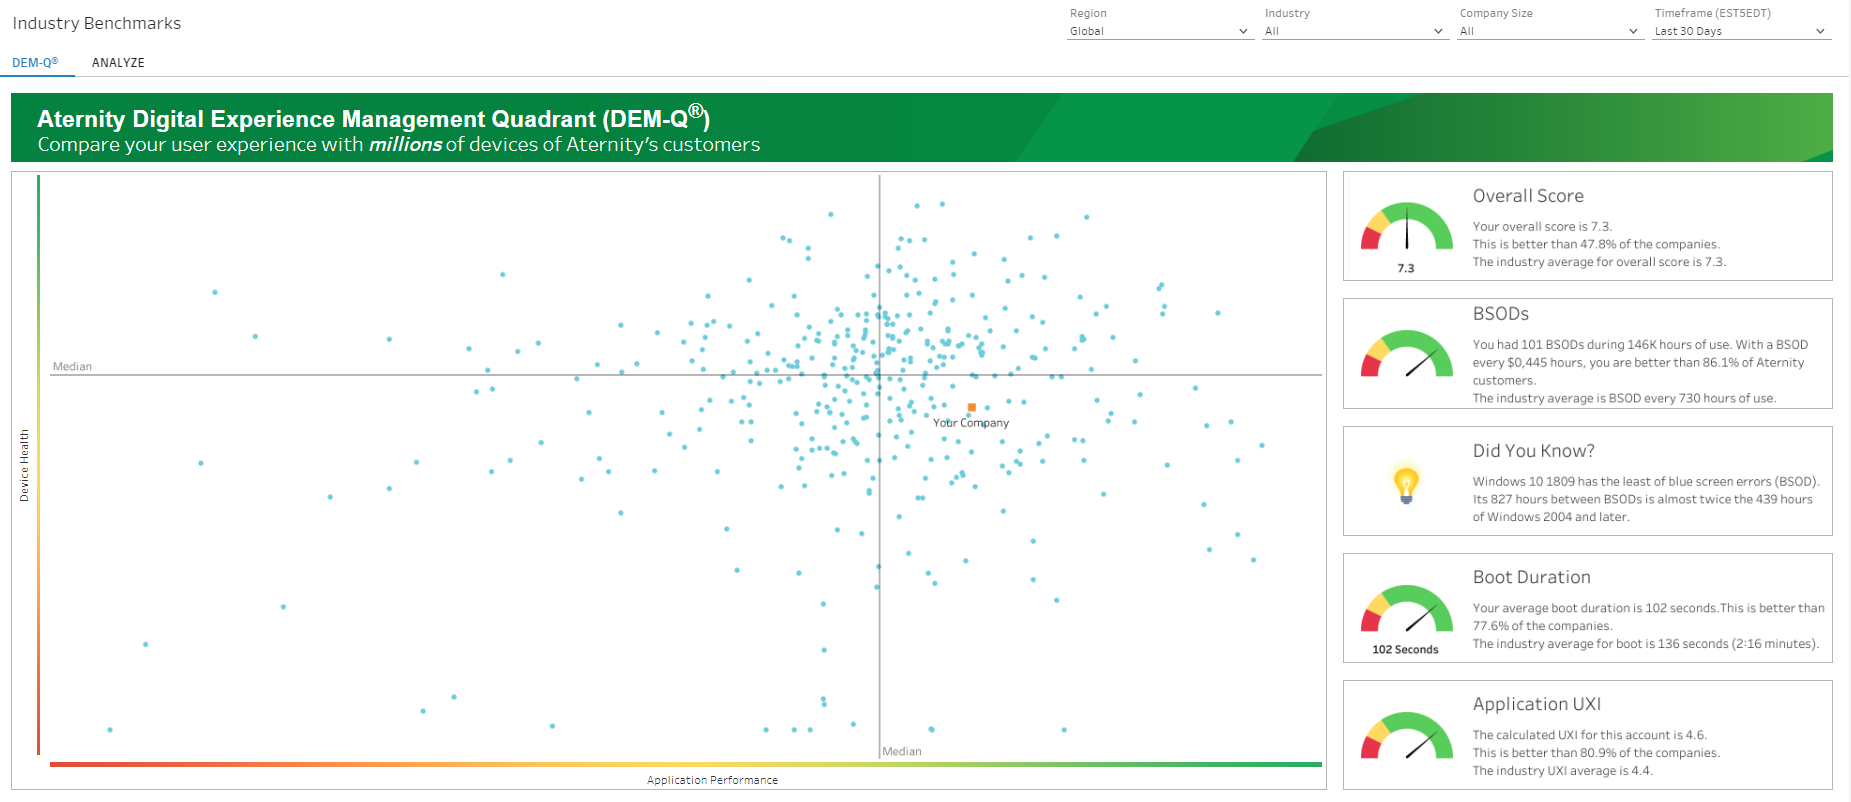 Industry Benchmarks
Region
Global
Industry
All
Company Size
All
Timeframe (EST5EDT)
Last 30 Days
DEM-Q®
ANALYZE
Aternity Digital Experience Management Quadrant (DEM-Q®)
Compare your user experience with millions of devices of Aternity's customers
Median
Device Health
Your Company
Median
Application Performance
Overall Score
Your overall score is 7.3.
This is better than 47.8% of the companies.
The industry average for overall score is 7.3.
7.3
BSODs
You had 101 BSODs during 146K hours of use. With a BSOD
every $0,445 hours, you are better than 86.1% of Aternity
customers.
The industry average is BSOD every 730 hours of use.
Did You Know?
Windows 10 1809 has the least of blue screen errors (BSOD).
Its 827 hours between BSODs is almost twice the 439 hours
of Windows 2004 and later.
Boot Duration
Your average boot duration is 102 seconds.This is better than
77.6% of the companies.
The industry average for boot is 136 seconds (2:16 minutes).
102 Seconds
Application UXI
The calculated UXI for this account is 4.6.
This is better than 80.9% of the companies.
The industry UXI average is 4.4.